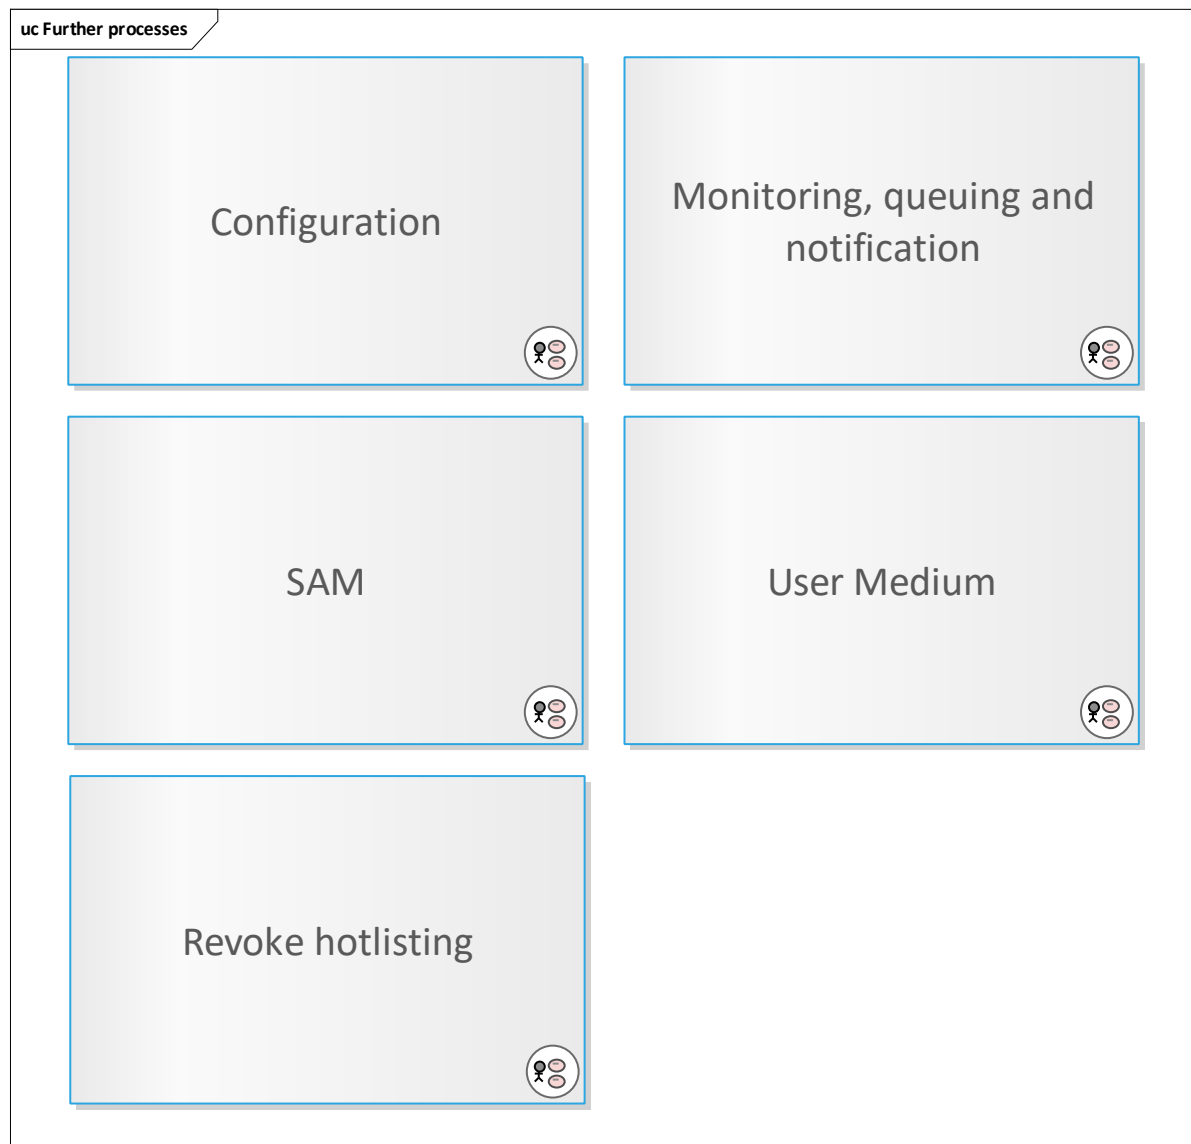 uc Further processes
Configuration
Monitoring, queuing and
notification
SAM
User Medium
Revoke hotlisting